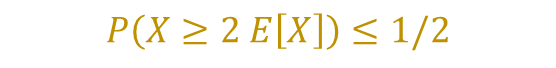 P(X ≥ 2 E[X]) ≤ 1/2